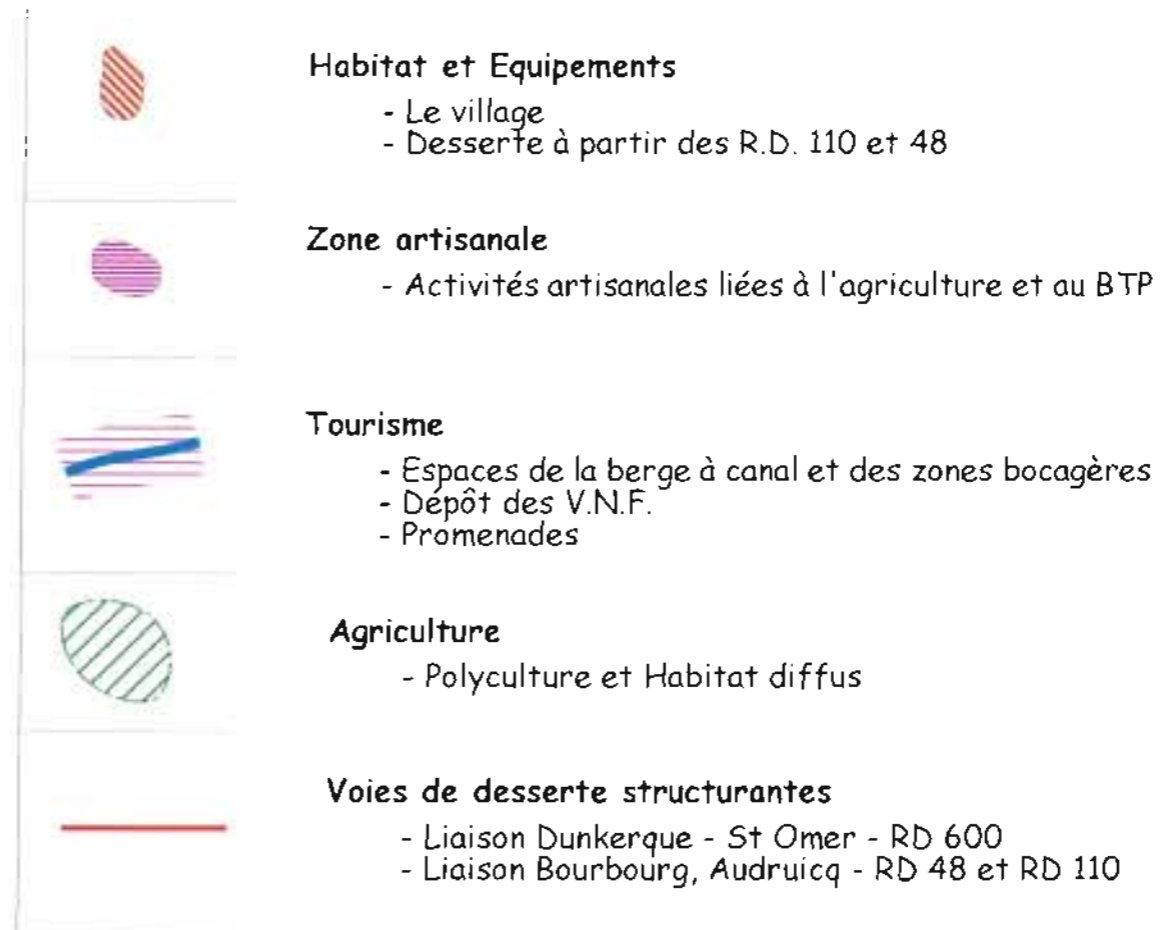 Habitat et Equipements
- Le village
- Desserte à partir des R.D. 110 et 48
Zone artisanale
- Activités artisanales liées à l'agriculture et au BTP
Tourisme
- Espaces de la berge à canal et des zones bocagères
- Dépôt des V.N.F.
- Promenades
Agriculture
- Polyculture et Habitat diffus
Voies de desserte structurantes
- Liaison Dunkerque - St Omer - RD 600
- Liaison Bourbourg, Audruicq - RD 48 et RD 110